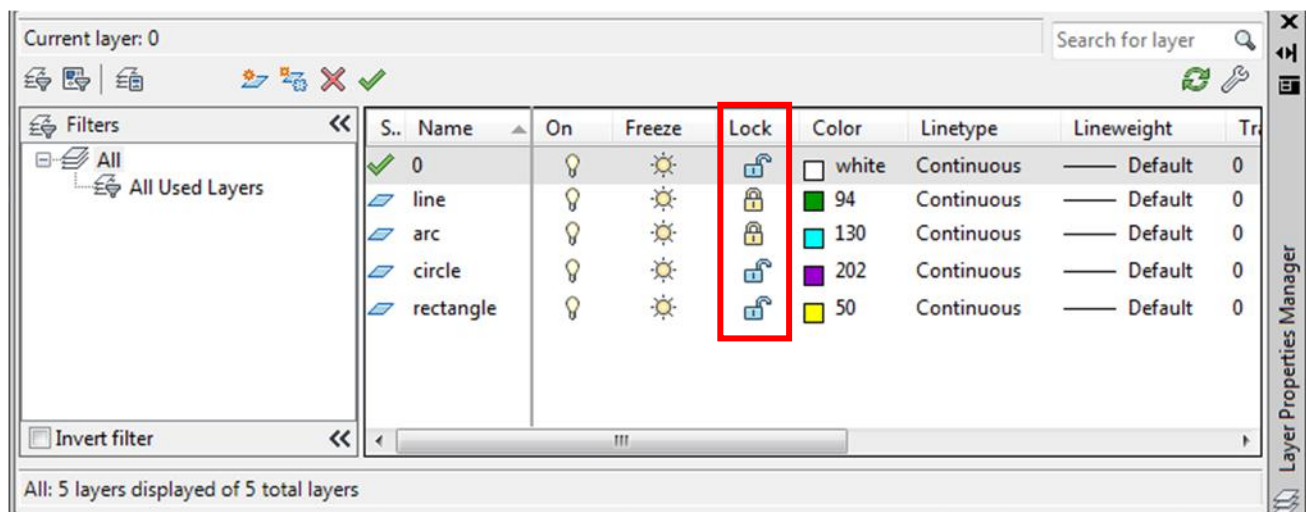 Current layer: 0
Search for layer
Filters
All
All Used Layers
Invert filter
S.. Name On Freeze Lock Color Linetype Lineweight Tra
0 white Continuous Default 0
line 94 Continuous Default 0
arc 130 Continuous Default 0
circle 202 Continuous Default 0
rectangle 50 Continuous Default 0
All: 5 layers displayed of 5 total layers
Layer Properties Manager